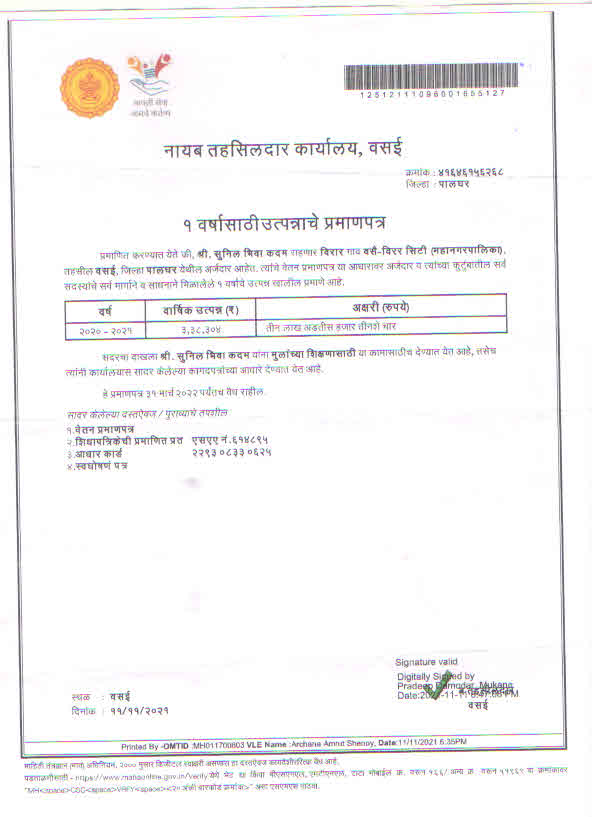 आपली सेवा
आमचे कर्तव्य
12612111096001655127
नायब तहसिलदार कार्यालय, वसई
क्रमांक : ४१६४६१५६२६८
जिल्हा : पालघर
१ वर्षासाठी उत्पन्नाचे प्रमाणपत्र
प्रमाणित करण्यात येते की, श्री. सुनिल भिवा कदम राहणार विरार गाव वसै-विरर सिटी (महानगरपालिका),
तहसील वसई, जिल्हा पालघर येथील अर्जदार आहेत. त्यांचे वेतन प्रमाणपत्र या आधारावर अर्जदार व त्यांच्या कुटुंबातील सर्व
सदस्यांचे सर्व मार्गाने व साधनाने मिळालेले १ वर्षाचे उत्पन्न खालील प्रमाणे आहे.
वर्ष वार्षिक उत्पन्न (₹) अक्षरी (रुपये)
२०२० - २०२१ ३,३८,३०४ तीन लाख अडतीस हजार तीनशे चार
सदरचा दाखला श्री. सुनिल भिवा कदम यांना मुलांच्या शिक्षणासाठी या कामासाठीच देण्यात येत आहे, तसेच
त्यांनी कार्यालयास सादर केलेल्या कागदपत्रांच्या आधारे देण्यात येत आहे.
हे प्रमाणपत्र ३१ मार्च २०२२ पर्यंतच वैध राहील.
सादर केलेल्या दस्तऐवज / पुराव्याचे तपशील
१.वेतन प्रमाणपत्र
२.शिधापत्रिकेची प्रमाणित प्रत एसएए नं.६१४८९५
३.आधार कार्ड २२९३ ०८३३ ०६२५
४.स्वघोषणं पत्र
Signature valid
Digitally Signed by
Pradeep Damodar Mukane
Date:2021-11-11
वसई
स्थळ : वसई
दिनांक : ११/११/२०२१
Printed By -OMTID :MH011700803 VLE Name :Archana Amrut Shenoy, Date:11/11/2021 6:35PM
माहिती तंत्रज्ञान (मात्र) अधिनियम, २००० नुसार डिजीटल स्वाक्षरी असणारा हा दस्तऐवज कायदेशीररित्या वैध आहे.
पडताळणीसाठी - https://www.mahaonline.gov.in/Verify येथे भेट द्या किंवा बीएसएनएल, एमटीएनएल, टाटा मोबाईल क्र. वरुन १६६/ अन्य क्र. वरुन ५१९६९ या क्रमांकावर
"MH<space>CSC<space>VRFY<space><२० अंकी बारकोड क्रमांक>" असा एसएमएस पाठवा.